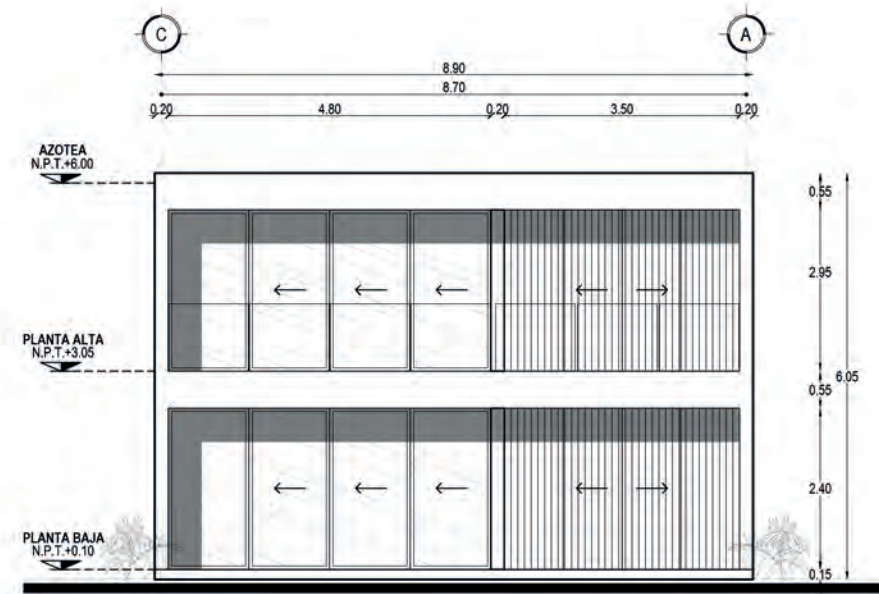 C
A
8.90
8.70
0.20 4.80 0.20 3.50 0.20
AZOTEA
N.P.T.+6.00
0.55
2.95
PLANTA ALTA
N.P.T.+3.05
0.55
6.05
2.40
PLANTA BAJA
N.P.T.+0.10
0.15